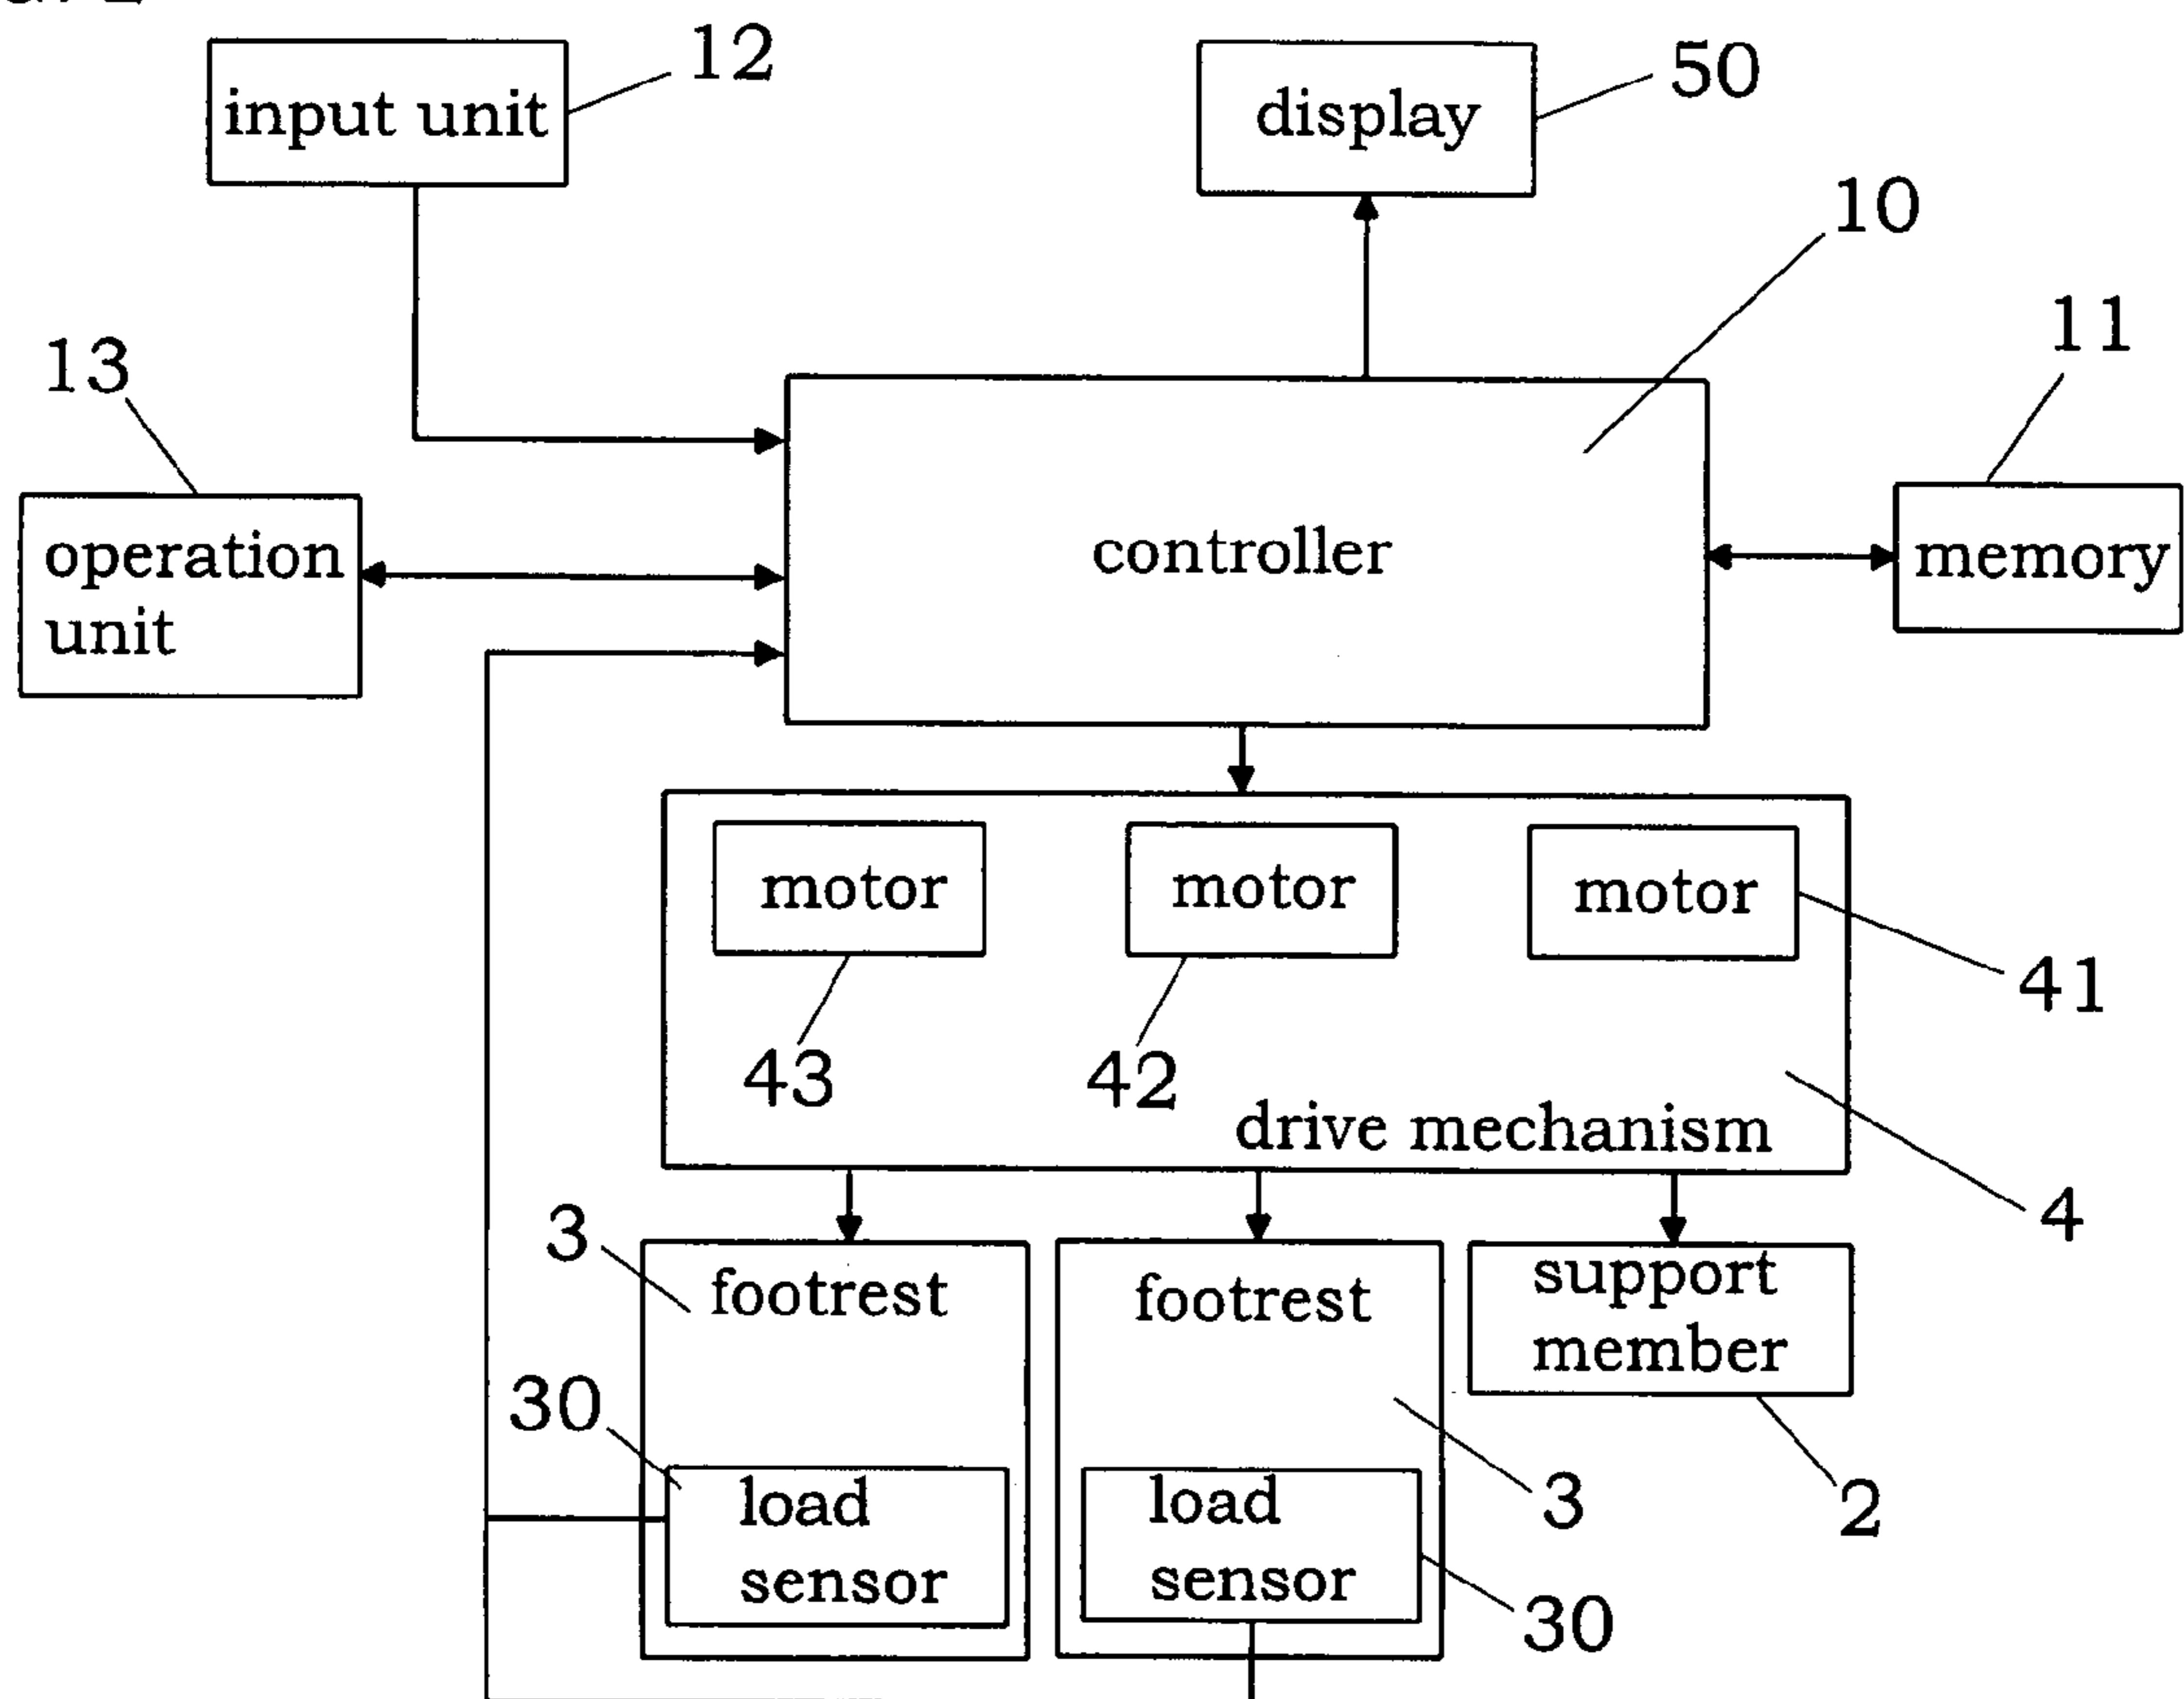 12
input unit
50
display
10
13
11
operation
unit
controller
memory
motor
motor
motor
41
43
42
drive mechanism
4
3
footrest
footrest
support
member
30
load
sensor
load
sensor
3
2
30